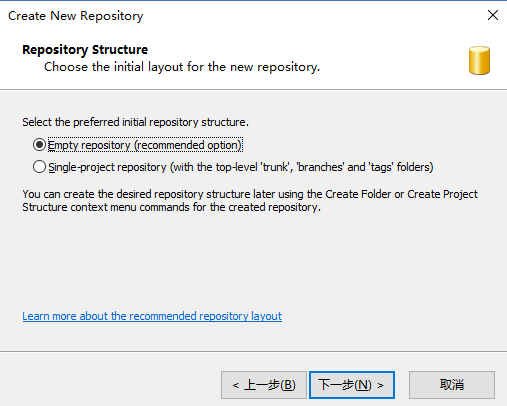 Create New Repository
Repository Structure
Choose the initial layout for the new repository.
Select the preferred initial repository structure.
Empty repository (recommended option)
Single-project repository (with the top-level 'trunk', 'branches' and 'tags' folders)
You can create the desired repository structure later using the Create Folder or Create Project
Structure context menu commands for the created repository.
Learn more about the recommended repository layout
< 上一步(B) 下一步(N) > 取消